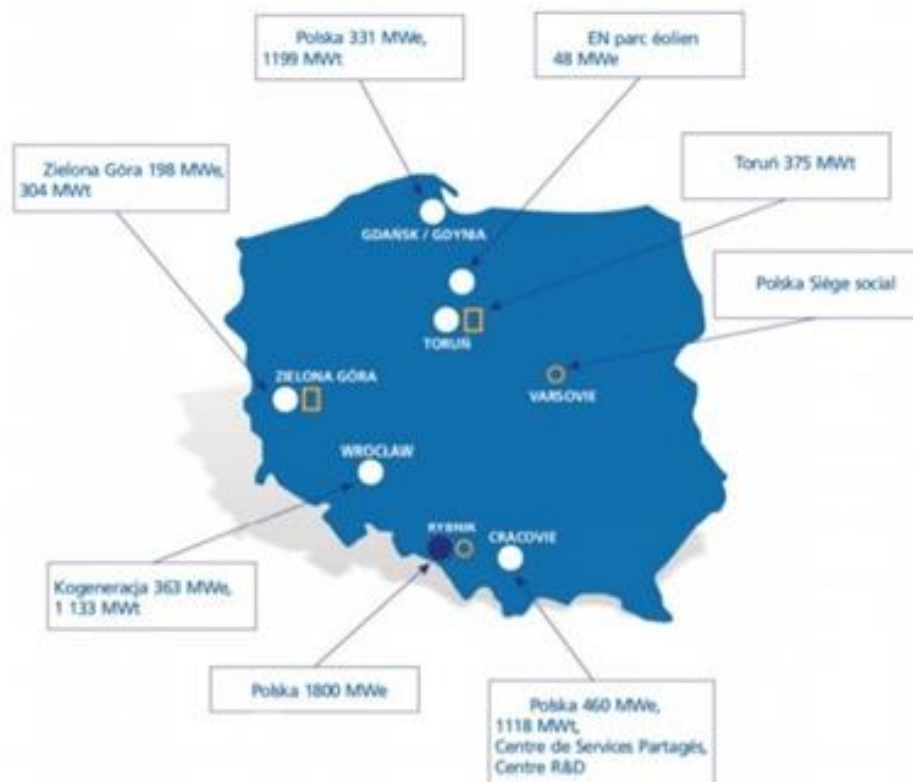 Polska 331 MWe,
1199 MWt
EN parc éolien
48 MWe
Zielona Góra 198 MWe,
304 MWt
Toruń 375 MWt
GDAŃSK / GDYNIA
Polska Siège social
TORUŃ
ZIELONA GÓRA
VARSOVIE
WROCŁAW
RYBNIK
CRACOVIE
Kogeneracja 363 MWe,
1 133 MWt
Polska 1800 MWe
Polska 460 MWe,
1118 MWt,
Centre de Services Partagés,
Centre R&D